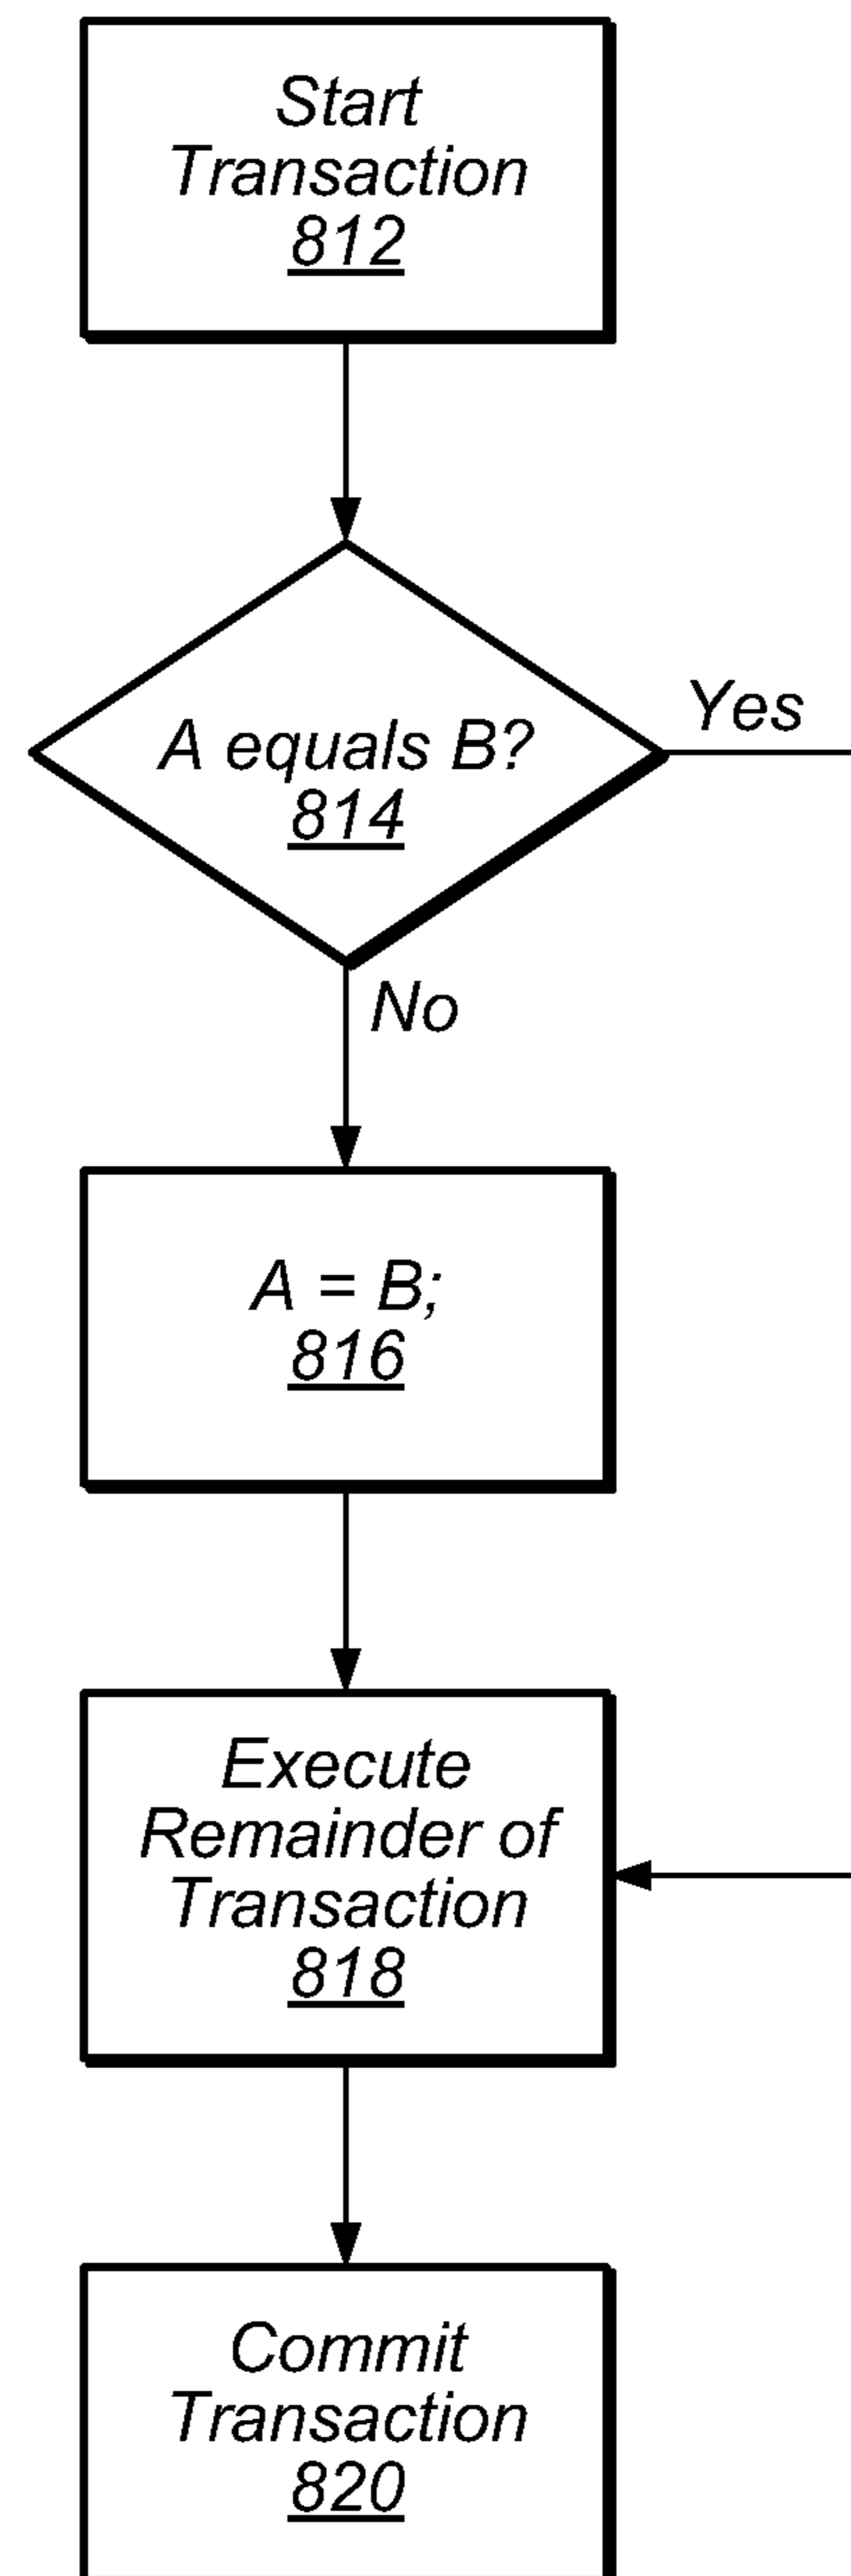 Start
Transaction
812
A equals B?
814
Yes
No
A = B;
816
Execute
Remainder of
Transaction
818
Commit
Transaction
820